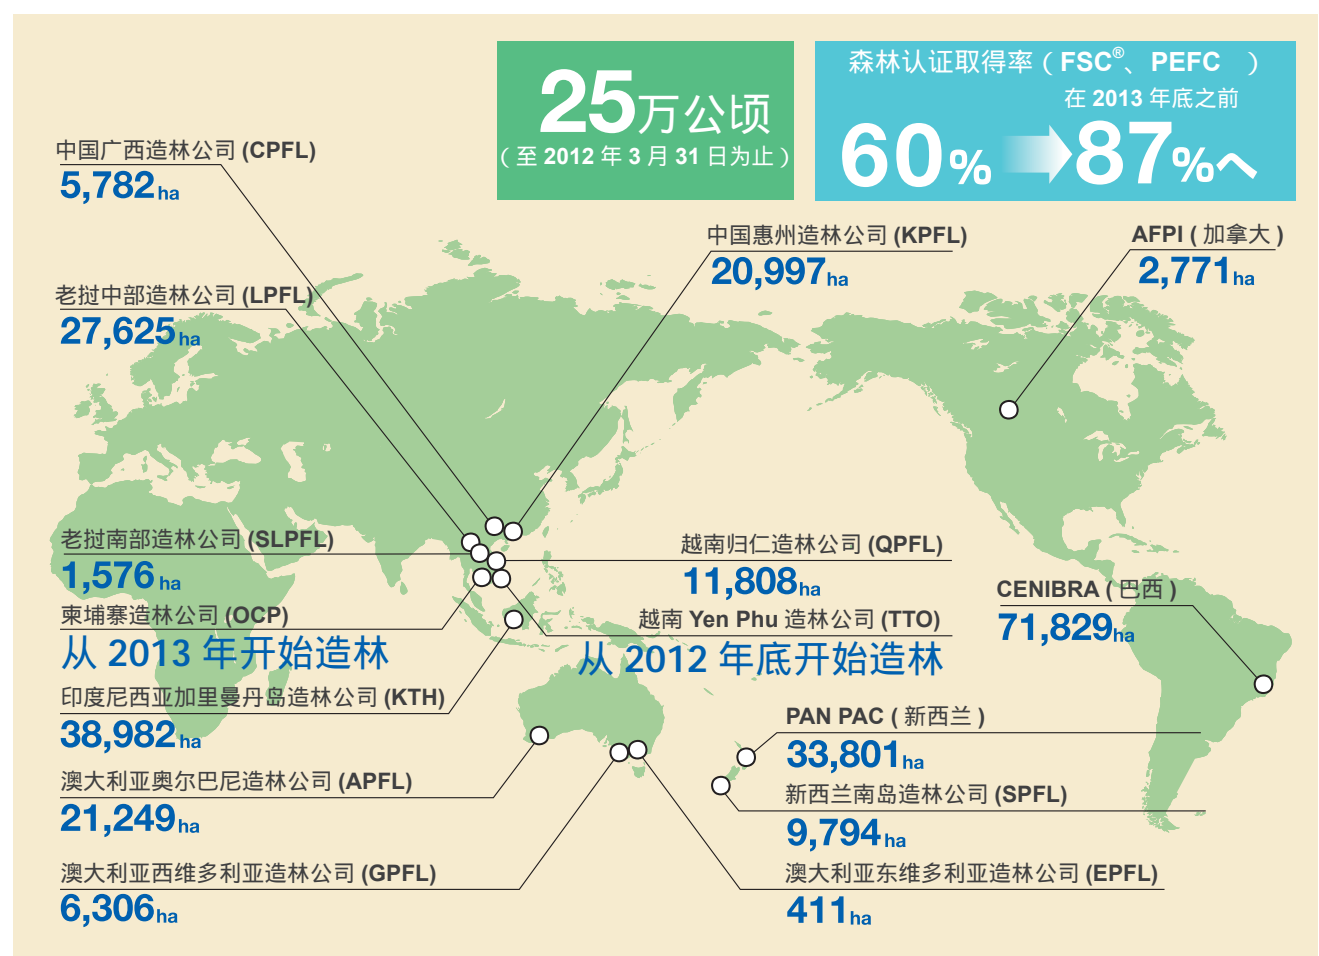 25万公顷
（至 2012 年 3 月 31 日为止）
森林认证取得率（FSC®、PEFC ）
在 2013 年底之前
60% 87%へ
中国广西造林公司 (CPFL)
5,782ha
老挝中部造林公司 (LPFL)
27,625ha
中国惠州造林公司 (KPFL)
20,997ha
AFPI ( 加拿大 )
2,771ha
老挝南部造林公司 (SLPFL)
1,576 ha
柬埔寨造林公司 (OCP)
从 2013 年开始造林
印度尼西亚加里曼丹岛造林公司 (KTH)
38,982 ha
澳大利亚奥尔巴尼造林公司 (APFL)
21,249 ha
澳大利亚西维多利亚造林公司 (GPFL)
6,306ha
越南归仁造林公司 (QPFL)
11,808ha
越南 Yen Phu 造林公司 (TTO)
从 2012 年底开始造林
CENIBRA ( 巴西 )
71,829ha
PAN PAC ( 新西兰 )
33,801ha
新西兰南岛造林公司 (SPFL)
9,794 ha
澳大利亚东维多利亚造林公司 (EPFL)
411ha